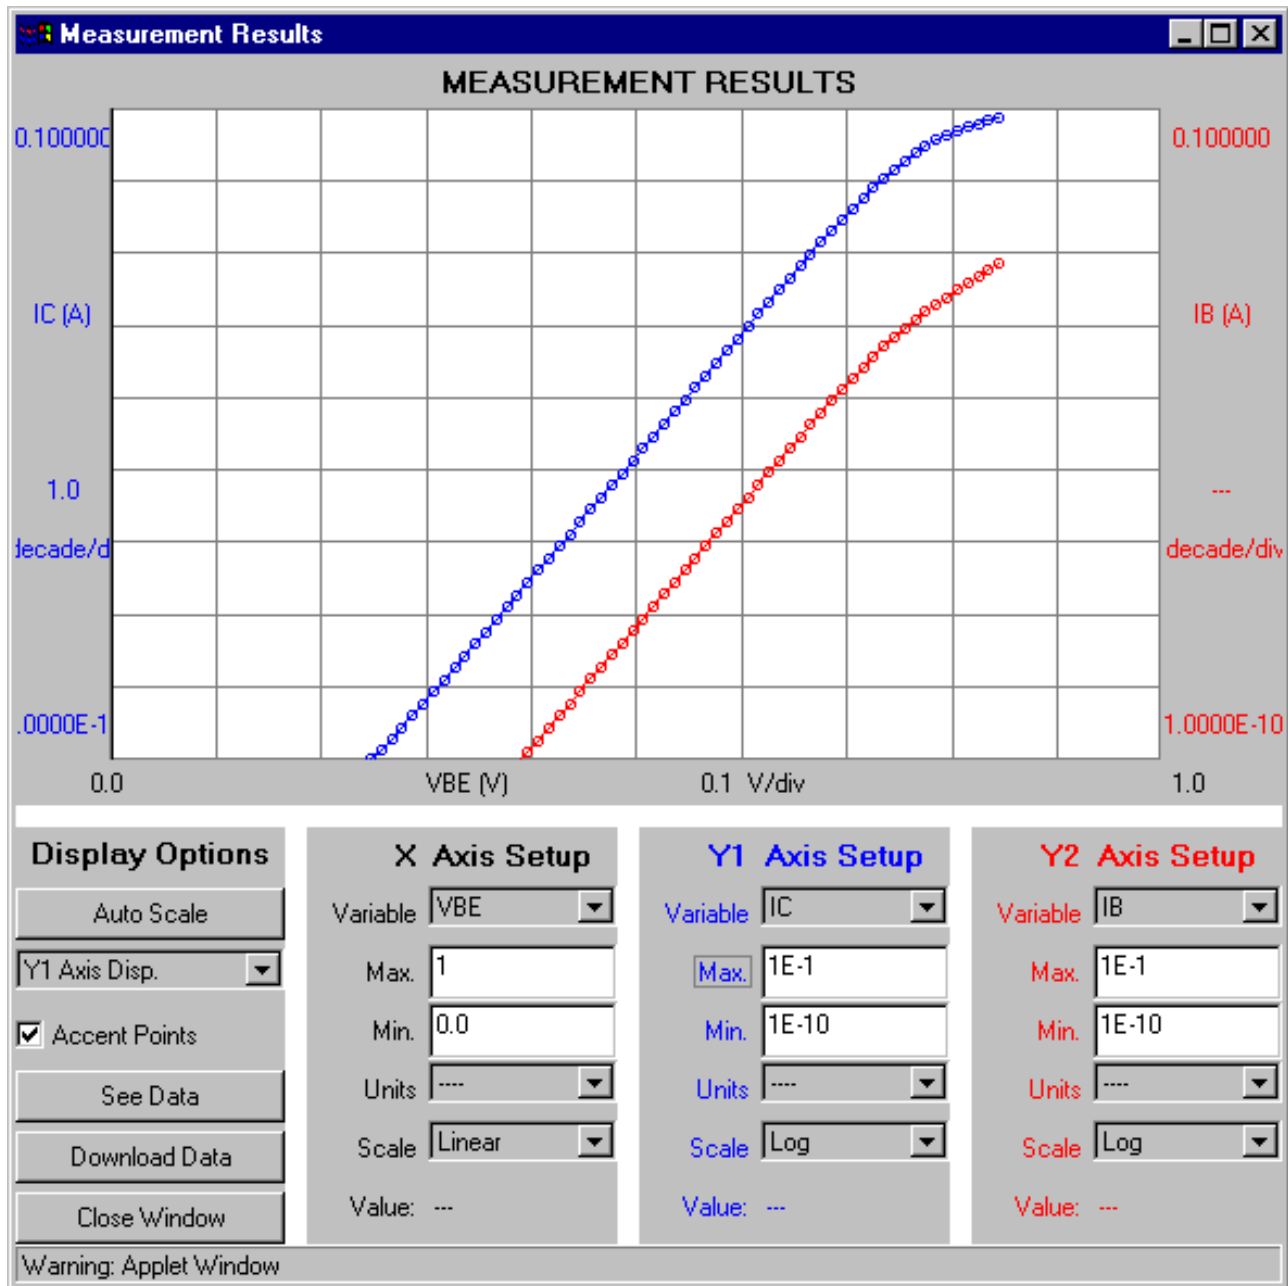 Measurement Results
MEASUREMENT RESULTS
0.100000
0.100000
IC (A)
IB (A)
1.0
---
decade/d
decade/div
.0000E-1
1.0000E-10
0.0 VBE (V) 0.1 V/div 1.0
Display Options
Auto Scale
Y1 Axis Disp.
Accent Points
See Data
Download Data
Close Window
X Axis Setup
Variable VBE
Max. 1
Min. 0.0
Units ----
Scale Linear
Value: ---
Y1 Axis Setup
Variable IC
Max. 1E-1
Min. 1E-10
Units ----
Scale Log
Value: ---
Y2 Axis Setup
Variable IB
Max. 1E-1
Min. 1E-10
Units ----
Scale Log
Value: ---
Warning: Applet Window